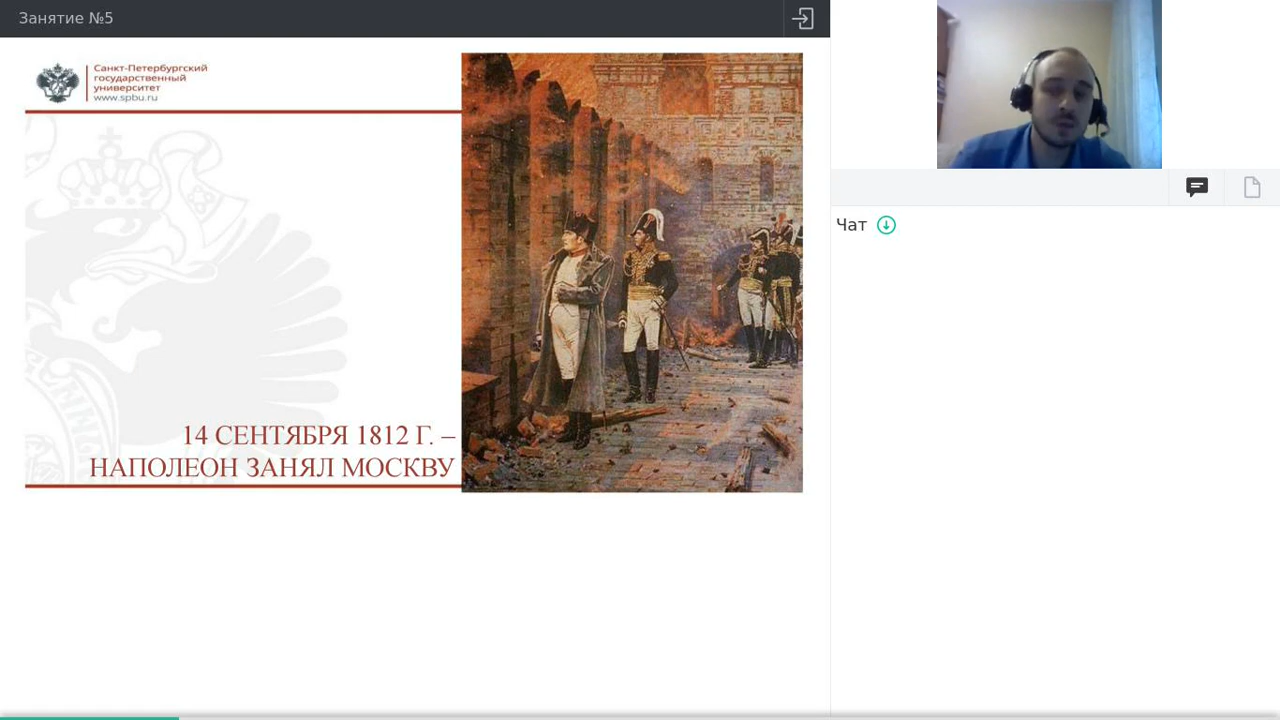 Занятие №5
Санкт-Петербургский
государственный
университет
www.spbu.ru
14 СЕНТЯБРЯ 1812 Г. –
НАПОЛЕОН ЗАНЯЛ МОСКВУ
Чат